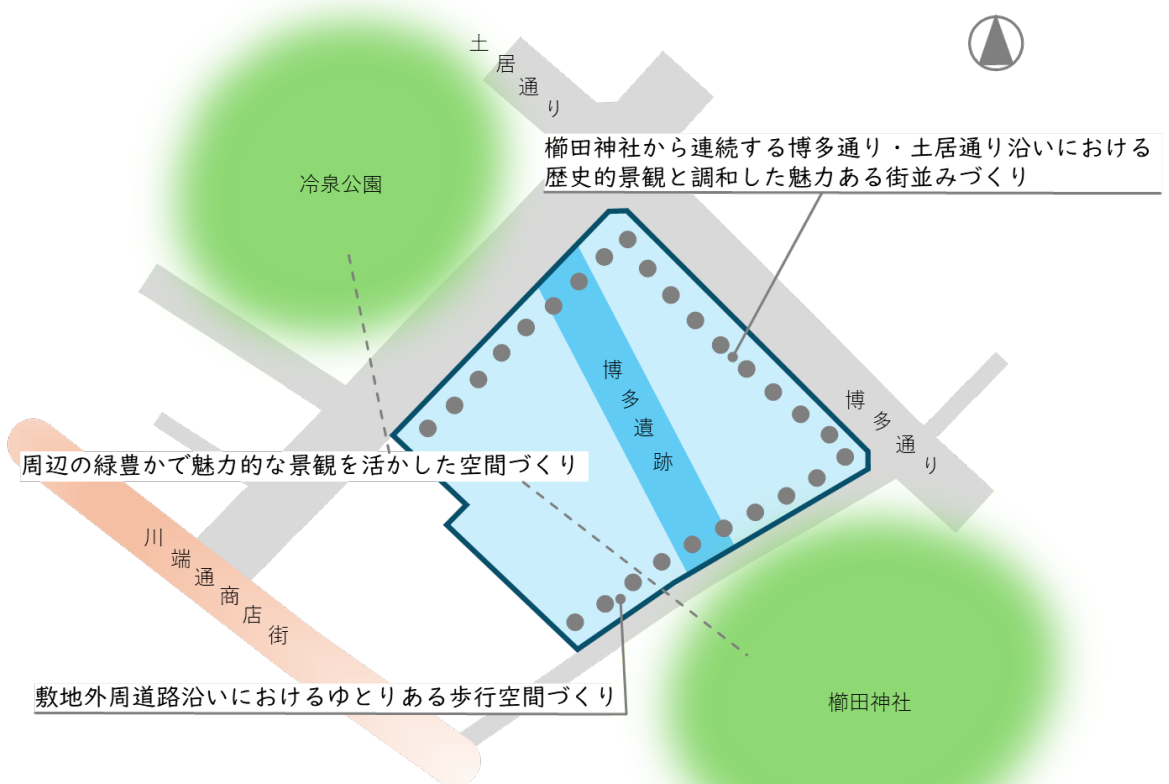 土居通り
櫛田神社から連続する博多通り・土居通り沿いにおける
歴史的景観と調和した魅力ある街並みづくり
冷泉公園
博多遺跡
博多通り
周辺の緑豊かで魅力的な景観を活かした空間づくり
川端通商店街
敷地外周道路沿いにおけるゆとりある歩行空間づくり
櫛田神社